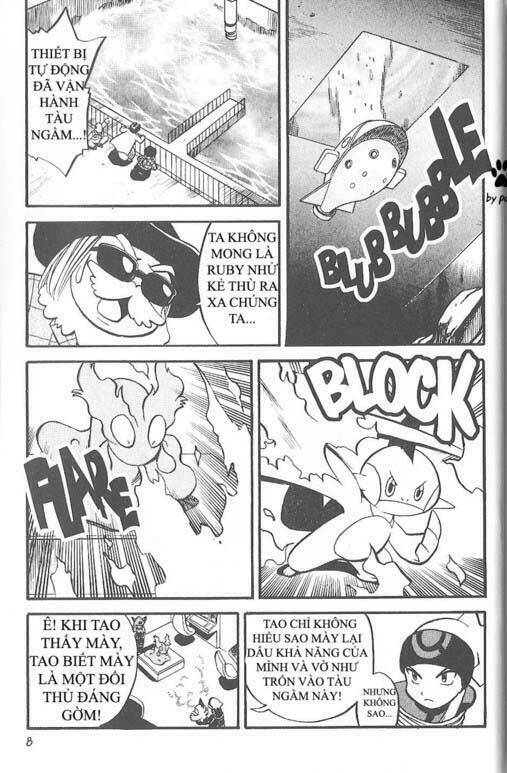 THIẾT BỊ
TỰ ĐỘNG
ĐÃ VẬN
HÀNH
TÀU
NGẦM...!
BLUB BUBBLE
TA KHÔNG
MONG LÀ
RUBY NHỬ
KẺ THÙ RA
XA CHÚNG
TA...
FLARE
BLOCK
Ê! KHI TAO
THẤY MÀY,
TAO BIẾT MÀY
LÀ MỘT ĐỐI
THỦ ĐÁNG
GỜM!
TAO CHỈ KHÔNG
HIỂU SAO MÀY LẠI
DẤU KHẢ NĂNG CỦA
MÌNH VÀ VỜ NHƯ
TRỐN VÀO TÀU
NGẦM NÀY!
NHƯNG
KHÔNG
SAO...
8
by